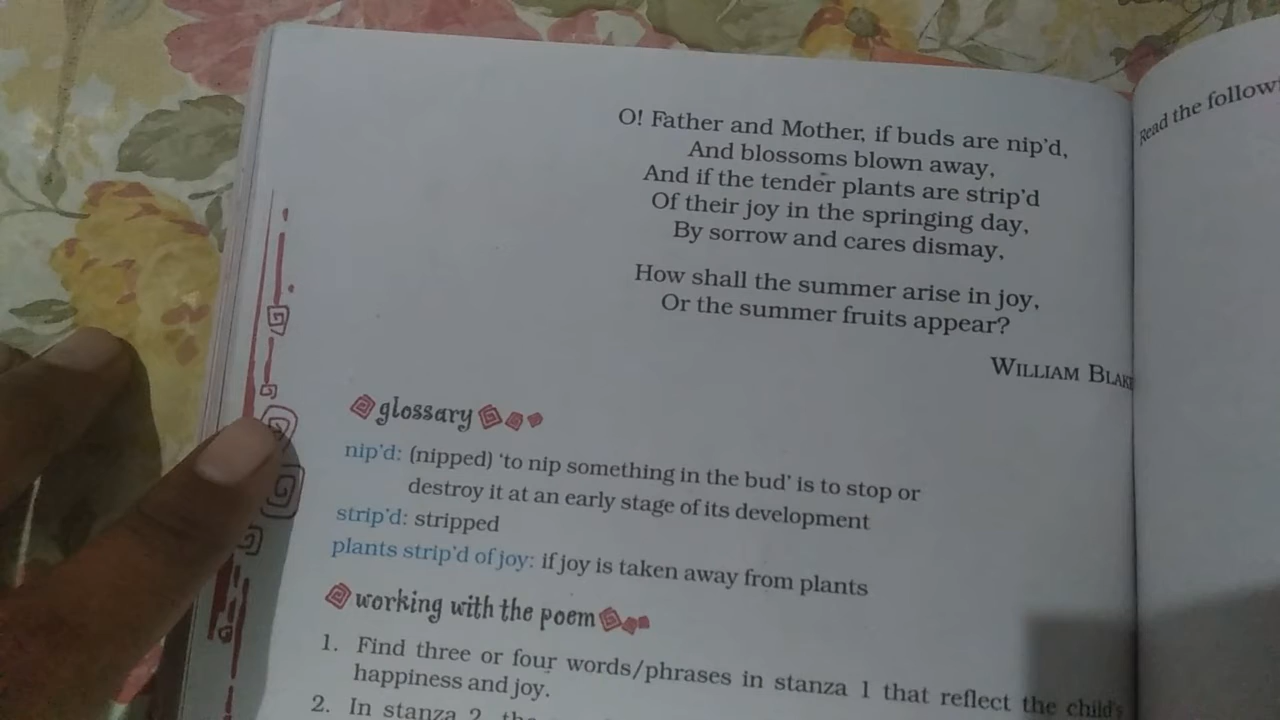 O! Father and Mother, if buds are nip'd,
And blossoms blown away,
And if the tender plants are strip'd
Of their joy in the springing day,
By sorrow and cares dismay,
How shall the summer arise in joy,
Or the summer fruits appear?
WILLIAM BLAKE
glossary
nip'd: (nipped) 'to nip something in the bud' is to stop or
destroy it at an early stage of its development
strip'd: stripped
plants strip'd of joy: if joy is taken away from plants
working with the poem
1. Find three or four words/phrases in stanza 1 that reflect the child's
happiness and joy.
2. In stanza 2, the
Read the follow